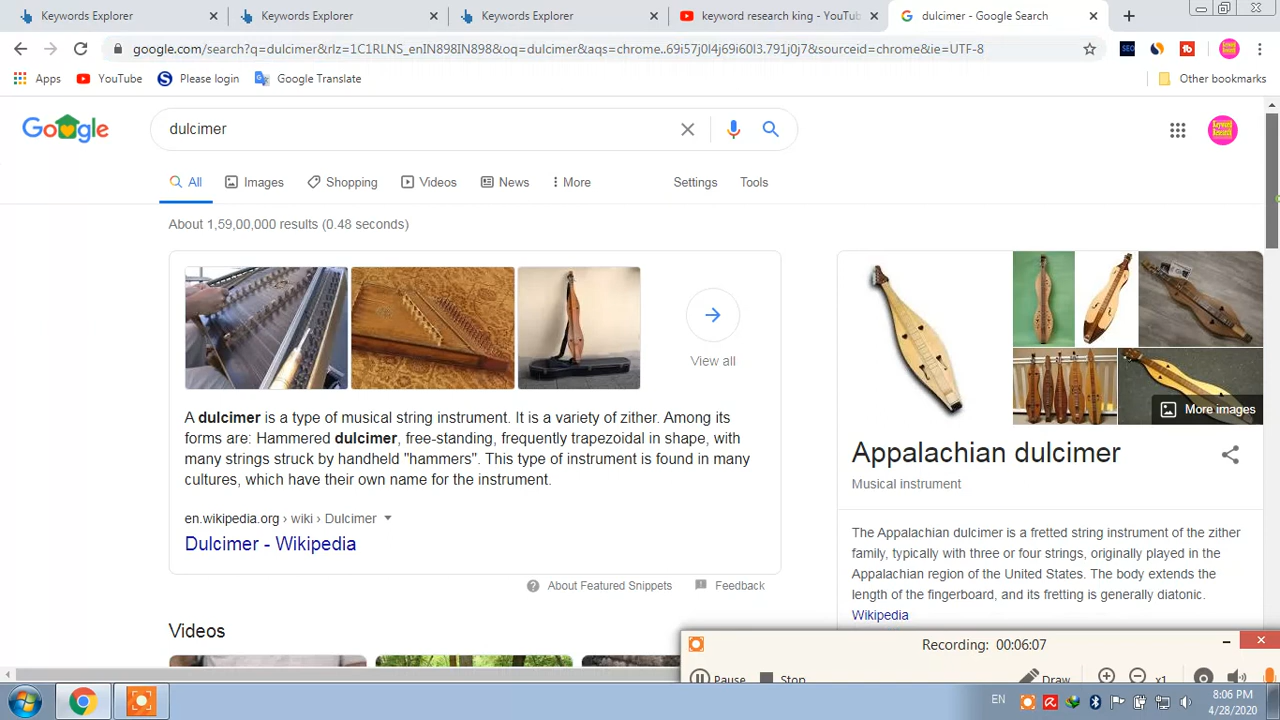 Keywords Explorer
Keywords Explorer
Keywords Explorer
keyword research king - YouTu
dulcimer - Google Search
google.com/search?q=dulcimer&rlz=1C1RLNS_enIN898IN898&oq=dulcimer&aqs=chrome..69i57j0l4j69i60l3.791j0j7&sourceid=chrome&ie=UTF-8
SEO
Apps YouTube Please login Google Translate Other bookmarks
Google
dulcimer
Keyword Research
All Images Shopping Videos News More Settings Tools
About 1,59,00,000 results (0.48 seconds)
View all
A dulcimer is a type of musical string instrument. It is a variety of zither. Among its
forms are: Hammered dulcimer, free-standing, frequently trapezoidal in shape, with
many strings struck by handheld "hammers". This type of instrument is found in many
cultures, which have their own name for the instrument.
en.wikipedia.org › wiki › Dulcimer
Dulcimer - Wikipedia
About Featured Snippets Feedback
Videos
More images
Appalachian dulcimer
Musical instrument
The Appalachian dulcimer is a fretted string instrument of the zither
family, typically with three or four strings, originally played in the
Appalachian region of the United States. The body extends the
length of the fingerboard, and its fretting is generally diatonic.
Wikipedia
Recording: 00:06:07
Pause Stop Draw x1
EN
8:06 PM
4/28/2020